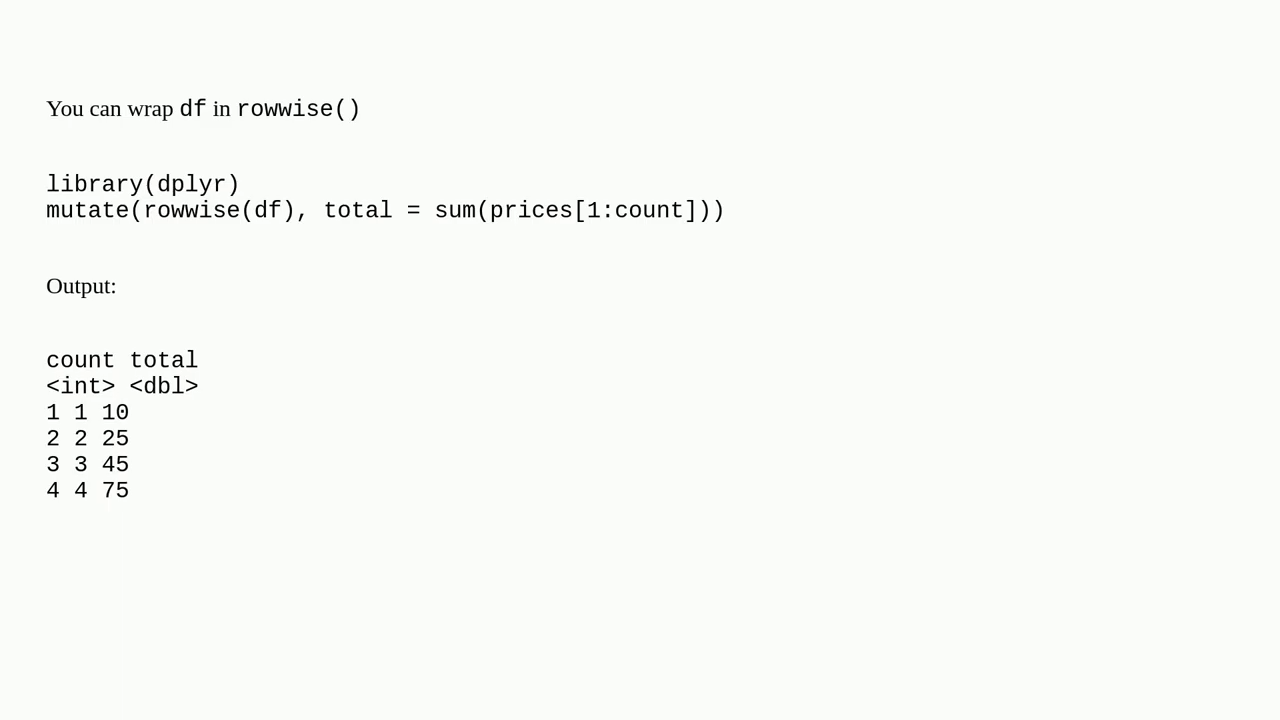 You can wrap df in rowwise()
library(dplyr)
mutate(rowwise(df), total = sum(prices[1:count]))
Output:
count total
<int> <dbl>
1 1 10
2 2 25
3 3 45
4 4 75